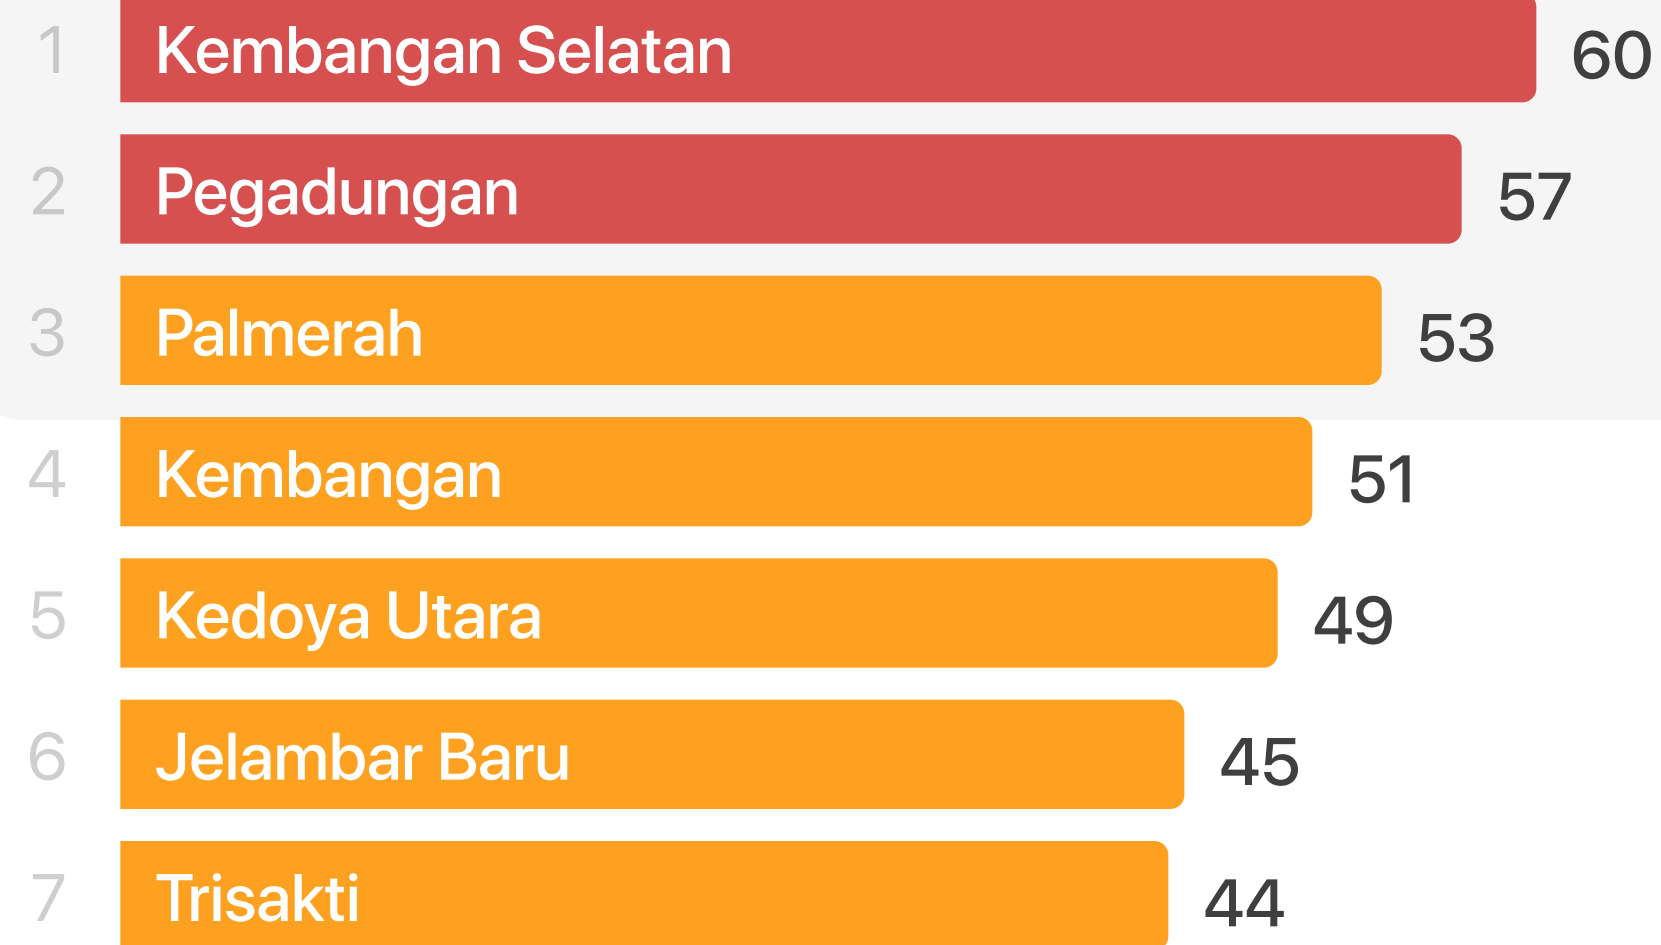 1 Kembangan Selatan 60
2 Pegadungan 57
3 Palmerah 53
4 Kembangan 51
5 Kedoya Utara 49
6 Jelambar Baru 45
7 Trisakti 44